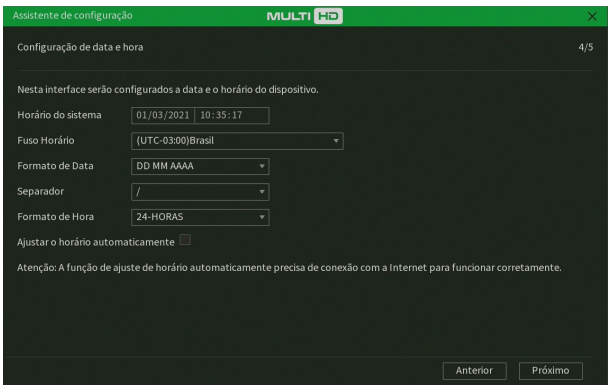 Assistente de configuração MULTI HD
Configuração de data e hora 4/5
Nesta interface serão configurados a data e o horário do dispositivo.
Horário do sistema 01/03/2021 10:35:17
Fuso Horário (UTC-03:00)Brasil
Formato de Data DD MM AAAA
Separador /
Formato de Hora 24-HORAS
Ajustar o horário automaticamente
Atenção: A função de ajuste de horário automaticamente precisa de conexão com a Internet para funcionar corretamente.
Anterior Próximo